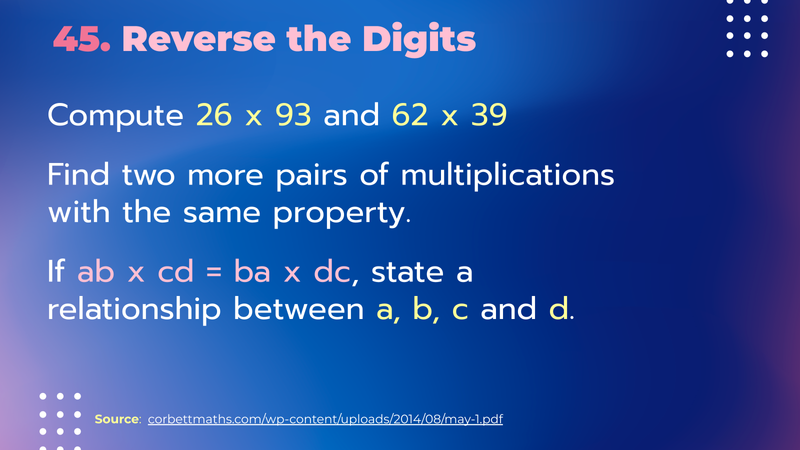 45. Reverse the Digits
Compute 26 x 93 and 62 x 39
Find two more pairs of multiplications
with the same property.
If ab x cd = ba x dc, state a
relationship between a, b, c and d.
Source: corbettmaths.com/wp-content/uploads/2014/08/may-1.pdf